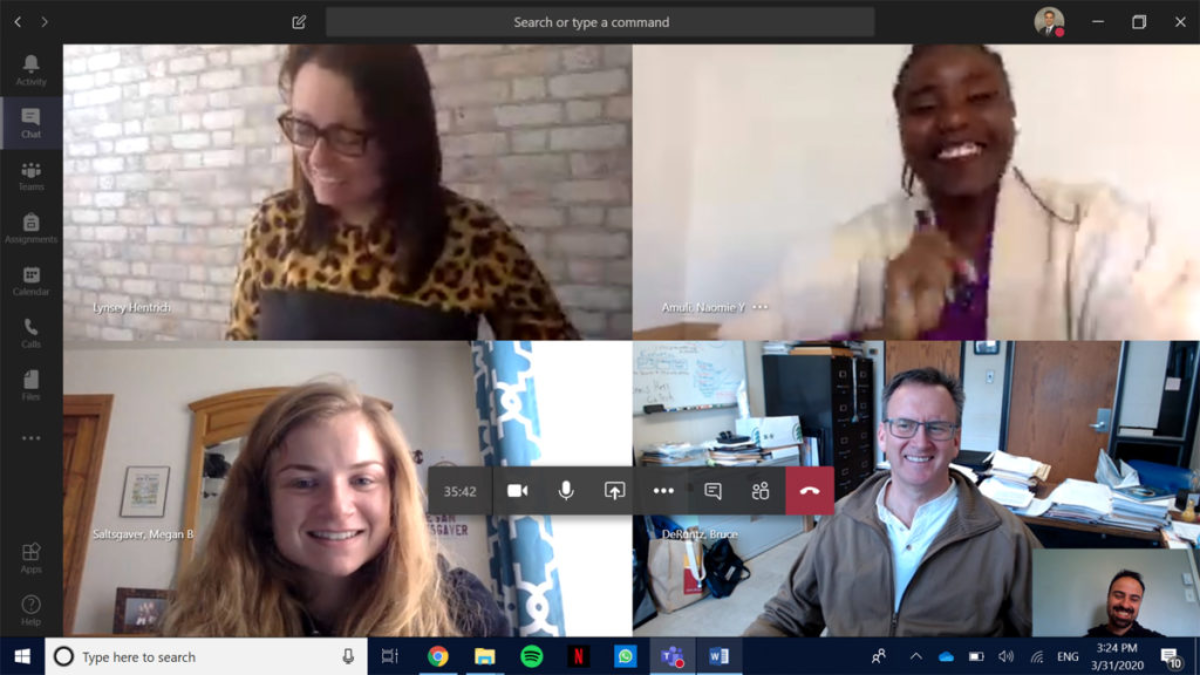 Search or type a command
Activity
Chat
Teams
Assignments
Calendar
Calls
Files
Apps
Help
Lynsey Hentrich
Amuli, Naomie Y
Saltsgaver, Megan B
DeRuntz, Bruce
35:42
Type here to search
ENG
3:24 PM
3/31/2020
10